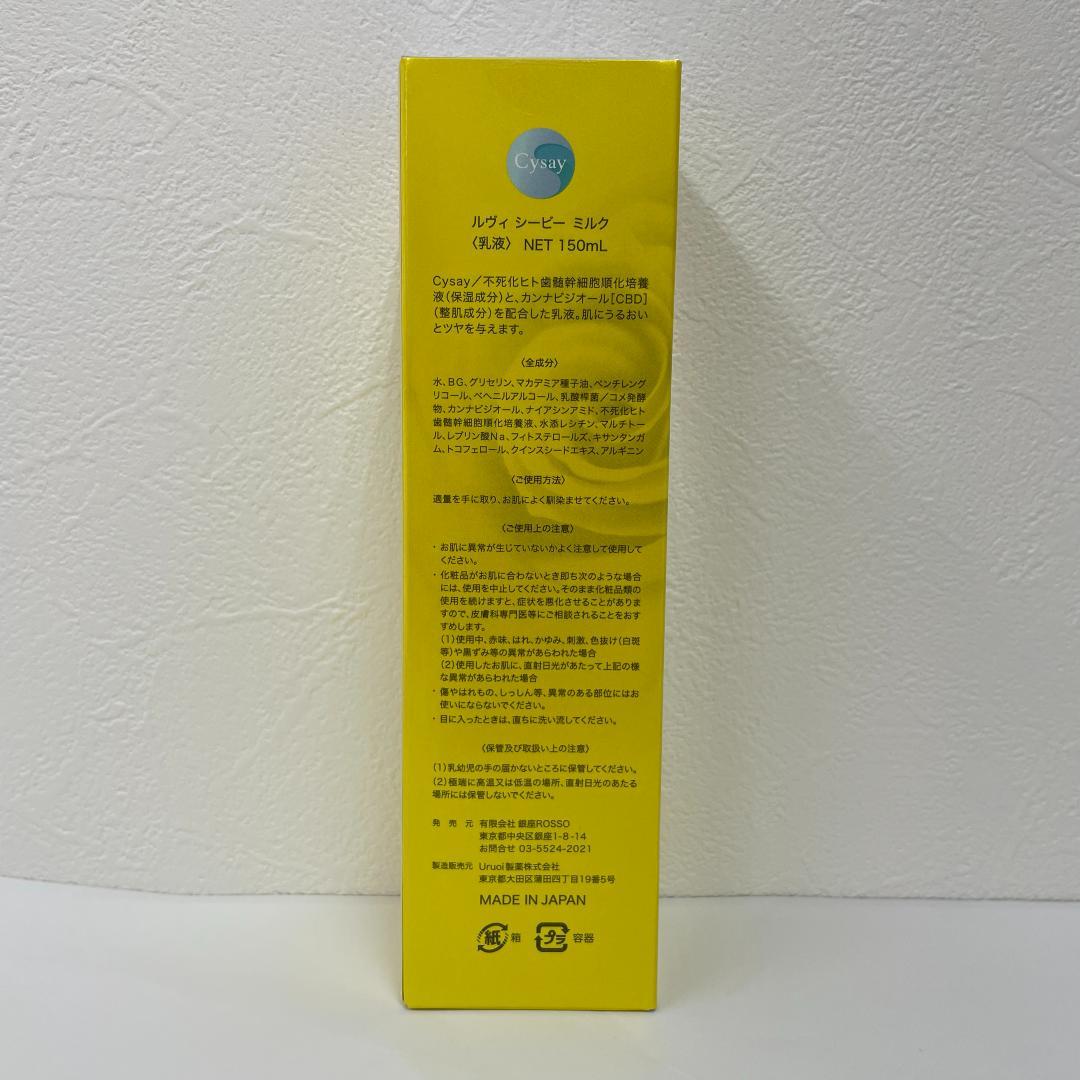 Cysay
ルヴィ シービー ミルク
〈乳液〉 NET 150mL
Cysay／不死化ヒト歯髄幹細胞順化培養
液(保湿成分)と、カンナビジオール[CBD]
(整肌成分)を配合した乳液。肌にうるおい
とツヤを与えます。
〈全成分〉
水、BG、グリセリン、マカデミア種子油、ペンチレング
リコール、ベヘニルアルコール、乳酸桿菌／コメ発酵
物、カンナビジオール、ナイアシンアミド、不死化ヒト
歯髄幹細胞順化培養液、水添レシチン、マルチトー
ル、レブリン酸Na、フィトステロールズ、キサンタンガ
ム、トコフェロール、クインスシードエキス、アルギニン
〈ご使用方法〉
適量を手に取り、お肌によく馴染ませてください。
〈ご使用上の注意〉
・お肌に異常が生じていないかよく注意して使用して
ください。
・化粧品がお肌に合わないとき即ち次のような場合
には、使用を中止してください。そのまま化粧品類の
使用を続けますと、症状を悪化させることがありま
すので、皮膚科専門医等にご相談されることをおす
すめします。
(1)使用中、赤味、はれ、かゆみ、刺激、色抜け(白斑
等)や黒ずみ等の異常があらわれた場合
(2)使用したお肌に、直射日光があたって上記の様
な異常があらわれた場合
・傷やはれもの、しっしん等、異常のある部位にはお
使いにならないでください。
・目に入ったときは、直ちに洗い流してください。
〈保管及び取扱い上の注意〉
(1)乳幼児の手の届かないところに保管してください。
(2)極端に高温又は低温の場所、直射日光のあたる
場所には保管しないでください。
発 売 元 有限会社 銀座ROSSO
東京都中央区銀座1-8-14
お問合せ 03-5524-2021
製造販売元 Uruoi製薬株式会社
東京都大田区蒲田四丁目19番5号
MADE IN JAPAN
紙 箱 プラ 容器